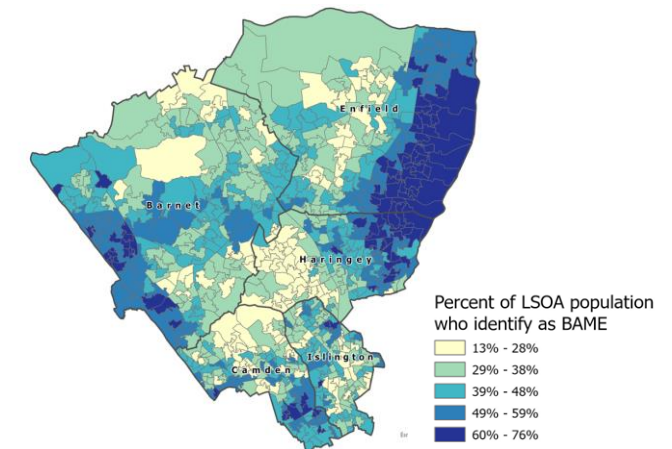 Enfield
Barnet
Haringey
Islington
Camden
Percent of LSOA population
who identify as BAME
13% - 28%
29% - 38%
39% - 48%
49% - 59%
60% - 76%